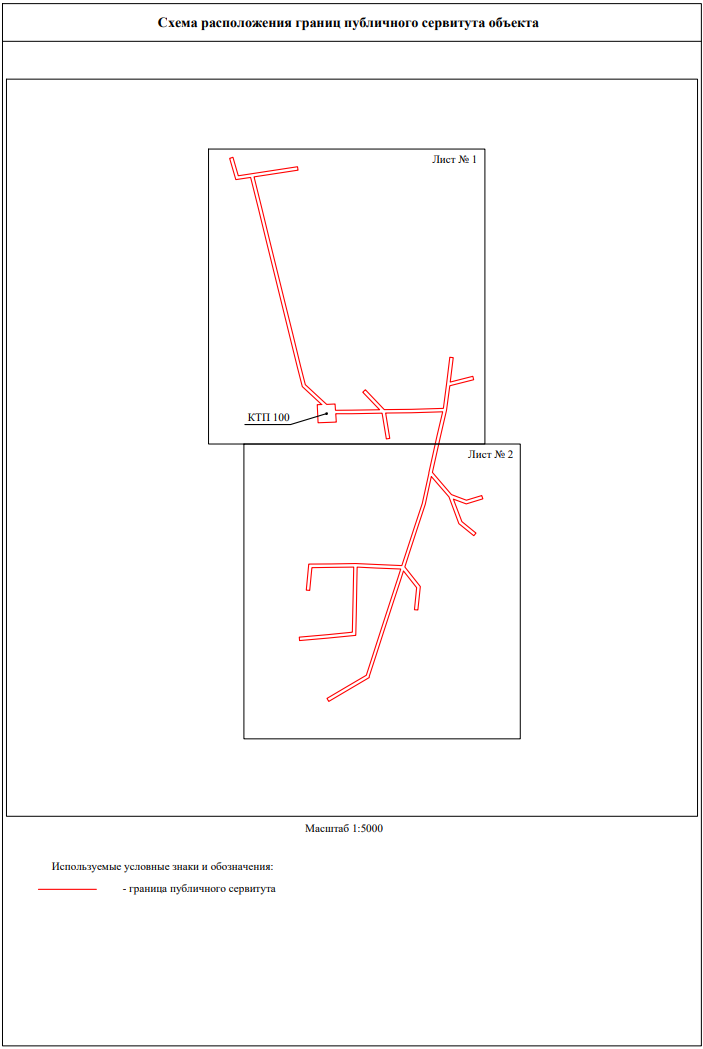 Схема расположения границ публичного сервитута объекта
Лист № 1
КТП 100
Лист № 2
Масштаб 1:5000
Используемые условные знаки и обозначения:
- граница публичного сервитута